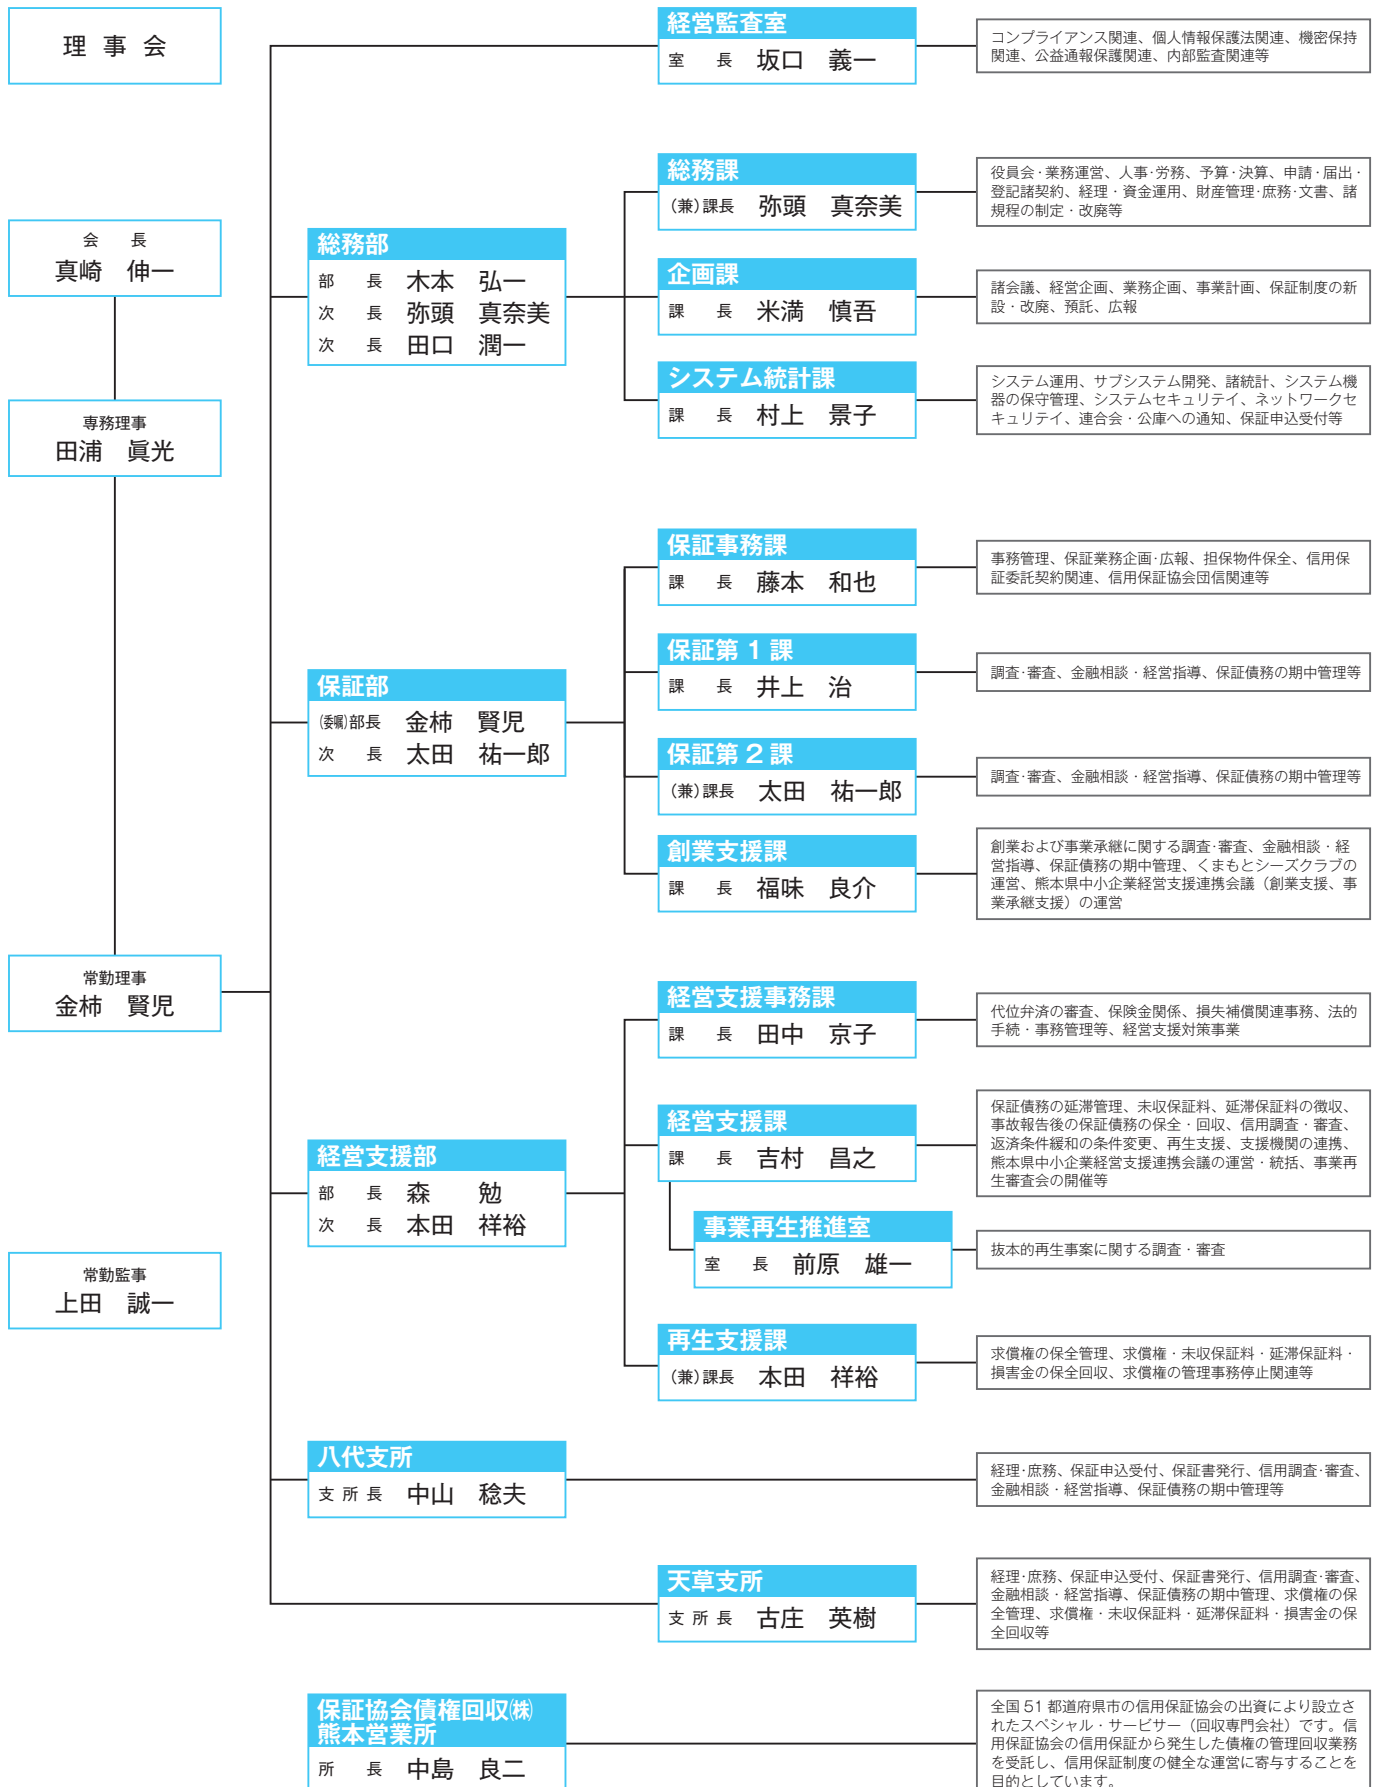 理事会
会　長
真崎　伸一
専務理事
田浦　眞光
常勤理事
金柿　賢児
常勤監事
上田　誠一
経営監査室
室　長　坂口　義一
コンプライアンス関連、個人情報保護法関連、機密保持
関連、公益通報保護関連、内部監査関連等
総務部
部　長　木本　弘一
次　長　弥頭　真奈美
次　長　田口　潤一
総務課
(兼)課長　弥頭　真奈美
役員会・業務運営、人事・労務、予算・決算、申請・届出・
登記諸契約、経理・資金運用、財産管理・庶務・文書、諸
規程の制定・改廃等
企画課
課　長　米満　慎吾
諸会議、経営企画、業務企画、事業計画、保証制度の新
設・改廃、預託、広報
システム統計課
課　長　村上　景子
システム運用、サブシステム開発、諸統計、システム機
器の保守管理、システムセキュリテイ、ネットワークセ
キュリテイ、連合会・公庫への通知、保証申込受付等
保証部
(委嘱)部長　金柿　賢児
次　長　太田　祐一郎
保証事務課
課　長　藤本　和也
事務管理、保証業務企画・広報、担保物件保全、信用保
証委託契約関連、信用保証協会団信関連等
保証第 1 課
課　長　井上　治
調査・審査、金融相談・経営指導、保証債務の期中管理等
保証第 2 課
(兼)課長　太田　祐一郎
調査・審査、金融相談・経営指導、保証債務の期中管理等
創業支援課
課　長　福味　良介
創業および事業承継に関する調査・審査、金融相談・経
営指導、保証債務の期中管理、くまもとシーズクラブの
運営、熊本県中小企業経営支援連携会議（創業支援、事
業承継支援）の運営
経営支援部
部　長　森　　勉
次　長　本田　祥裕
経営支援事務課
課　長　田中　京子
代位弁済の審査、保険金関係、損失補償関連事務、法的
手続・事務管理等、経営支援対策事業
経営支援課
課　長　吉村　昌之
保証債務の延滞管理、未収保証料、延滞保証料の徴収、
事故報告後の保証債務の保全・回収、信用調査・審査、
返済条件緩和の条件変更、再生支援、支援機関の連携、
熊本県中小企業経営支援連携会議の運営・統括、事業再
生審査会の開催等
事業再生推進室
室　長　前原　雄一
抜本的再生事案に関する調査・審査
再生支援課
(兼)課長　本田　祥裕
求償権の保全管理、求償権・未収保証料・延滞保証料・
損害金の保全回収、求償権の管理事務停止関連等
八代支所
支所長　中山　稔夫
経理・庶務、保証申込受付、保証書発行、信用調査・審査、
金融相談・経営指導、保証債務の期中管理等
天草支所
支所長　古庄　英樹
経理・庶務、保証申込受付、保証書発行、信用調査・審査、
金融相談・経営指導、保証債務の期中管理、求償権の保
全管理、求償権・未収保証料・延滞保証料・損害金の保
全回収等
保証協会債権回収㈱
熊本営業所
所　長　中島　良二
全国 51 都道府県市の信用保証協会の出資により設立さ
れたスペシャル・サービサー（回収専門会社）です。信
用保証協会の信用保証から発生した債権の管理回収業務
を受託し、信用保証制度の健全な運営に寄与することを
目的としています。